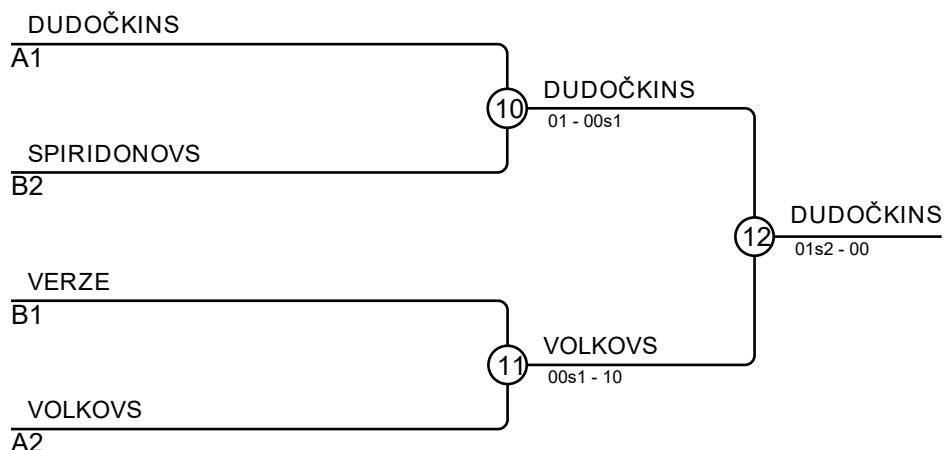 DUDOČKINS
A1
10
DUDOČKINS
01 - 00s1
SPIRIDONOVS
B2
12
DUDOČKINS
01s2 - 00
VERZE
B1
11
VOLKOVS
00s1 - 10
VOLKOVS
A2